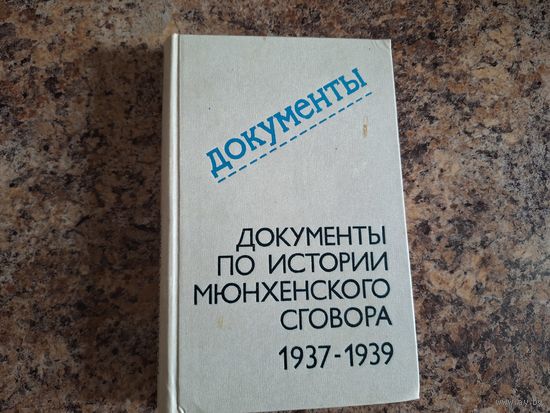 ДОКУМЕНТЫ
ДОКУМЕНТЫ
ПО ИСТОРИИ
МЮНХЕНСКОГО
СГОВОРА
1937-1939